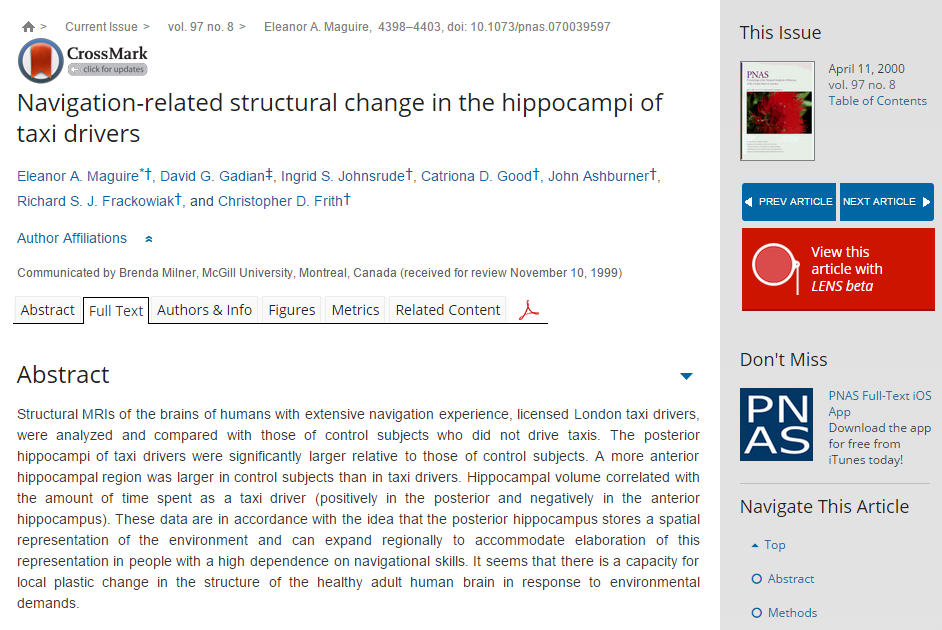 > Current Issue > vol. 97 no. 8 > Eleanor A. Maguire, 4398–4403, doi: 10.1073/pnas.070039597
CrossMark
click for updates
Navigation-related structural change in the hippocampi of
taxi drivers
Eleanor A. Maguire*†, David G. Gadian‡, Ingrid S. Johnsrude†, Catriona D. Good†, John Ashburner†,
Richard S. J. Frackowiak†, and Christopher D. Frith†
Author Affiliations
Communicated by Brenda Milner, McGill University, Montreal, Canada (received for review November 10, 1999)
Abstract Full Text Authors & Info Figures Metrics Related Content
Abstract
Structural MRIs of the brains of humans with extensive navigation experience, licensed London taxi drivers,
were analyzed and compared with those of control subjects who did not drive taxis. The posterior
hippocampi of taxi drivers were significantly larger relative to those of control subjects. A more anterior
hippocampal region was larger in control subjects than in taxi drivers. Hippocampal volume correlated with
the amount of time spent as a taxi driver (positively in the posterior and negatively in the anterior
hippocampus). These data are in accordance with the idea that the posterior hippocampus stores a spatial
representation of the environment and can expand regionally to accommodate elaboration of this
representation in people with a high dependence on navigational skills. It seems that there is a capacity for
local plastic change in the structure of the healthy adult human brain in response to environmental
demands.
This Issue
PNAS
April 11, 2000
vol. 97 no. 8
Table of Contents
PREV ARTICLE NEXT ARTICLE
View this
article with
LENS beta
Don't Miss
PN
AS
PNAS Full-Text iOS
App
Download the app
for free from
iTunes today!
Navigate This Article
Top
Abstract
Methods